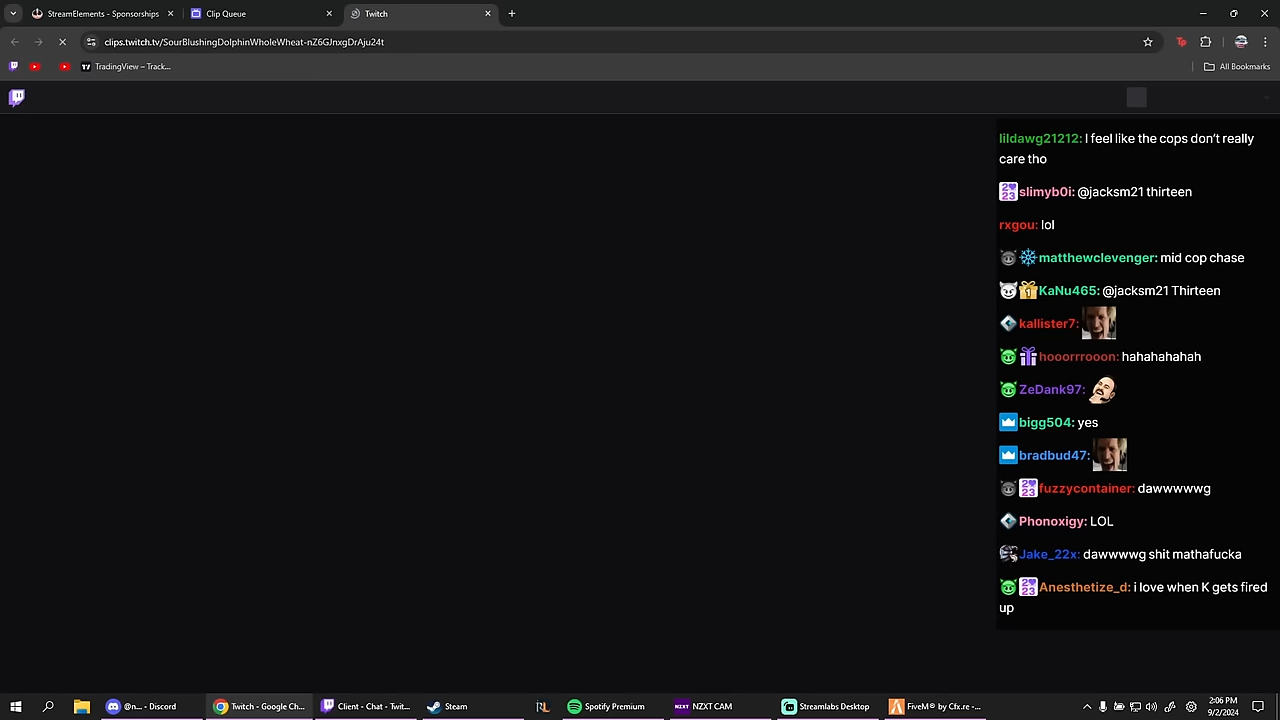 StreamElements - Sponsorships
Clip Queue
Twitch
clips.twitch.tv/SourBlushingDolphinWholeWheat-nZ6GJnxgDrAju24t
TradingView – Track...
All Bookmarks
lildawg21212: I feel like the cops don't really
care tho
slimyb0i: @jacksm21 thirteen
rxgou: lol
matthewclevenger: mid cop chase
KaNu465: @jacksm21 Thirteen
kallister7:
hooorrrooon: hahahahahah
ZeDank97:
bigg504: yes
bradbud47:
fuzzycontainer: dawwwwwg
Phonoxigy: LOL
Jake_22x: dawwwwg shit mathafucka
Anesthetize_d: i love when K gets fired
up
@n... - Discord
Twitch - Google Ch...
Client - Chat - Twit...
Steam
RL
Spotify Premium
NZXT
NZXT CAM
Streamlabs Desktop
FiveM® by Cfx.re - ...
2:06 PM
9/2/2024